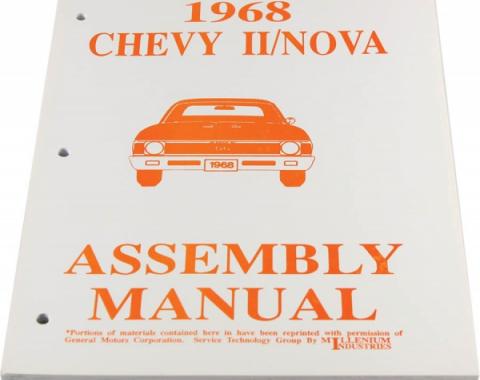 1968
CHEVY II/NOVA
1968
ASSEMBLY
MANUAL
*Portions of materials contained here in have been reprinted with permission of
General Motors Corporation. Service Technology Group By MILLENIUM
INDUSTRIES